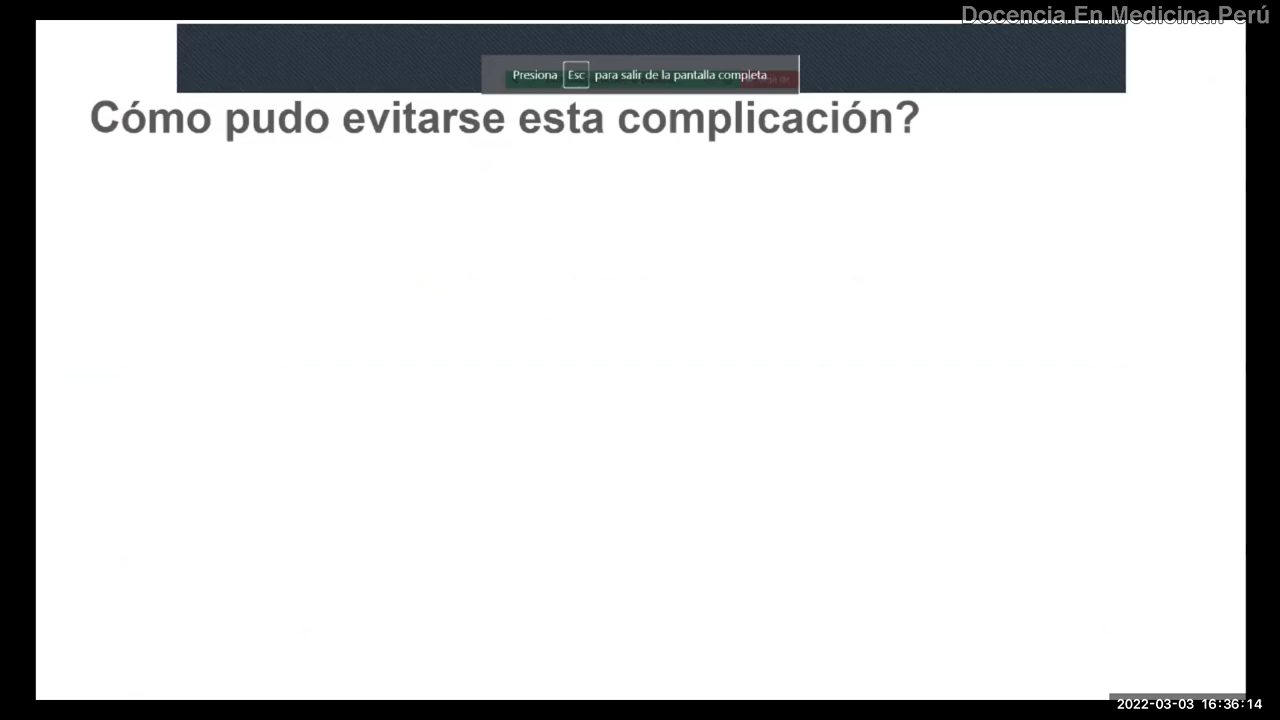 Docencia.En.Medicina.Perú
Presiona Esc para salir de la pantalla completa
Cómo pudo evitarse esta complicación?
2022-03-03 16:36:14